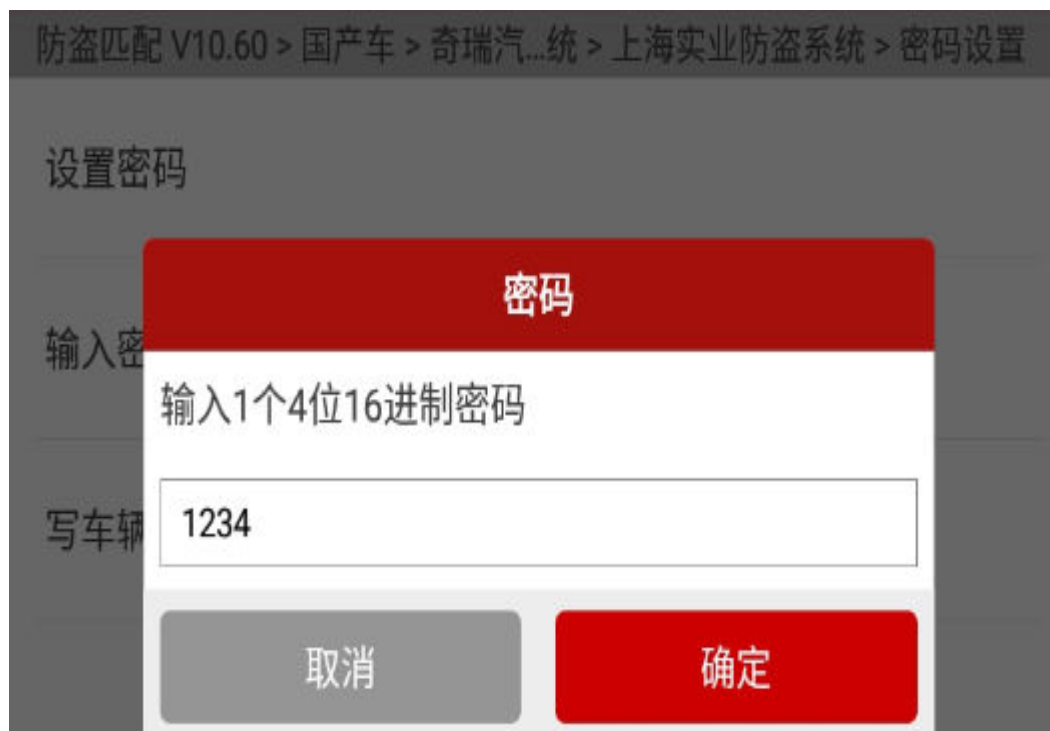 防盗匹配 V10.60 > 国产车 > 奇瑞汽...统 > 上海实业防盗系统 > 密码设置
设置密码
密码
输入密
输入1个4位16进制密码
写车辆
1234
取消
确定